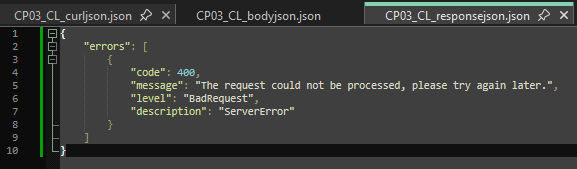 CP03_CL_curljson.json CP03_CL_bodyjson.json CP03_CL_responsejson.json
1 {
2 "errors": [
3 {
4 "code": 400,
5 "message": "The request could not be processed, please try again later.",
6 "level": "BadRequest",
7 "description": "ServerError"
8 }
9 ]
10 }